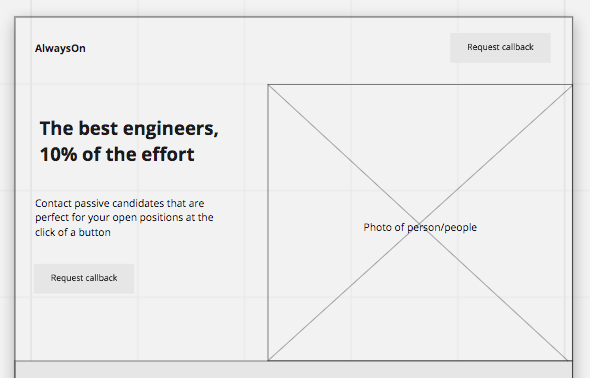 AlwaysOn
Request callback
The best engineers,
10% of the effort
Contact passive candidates that are
perfect for your open positions at the
click of a button
Request callback
Photo of person/people